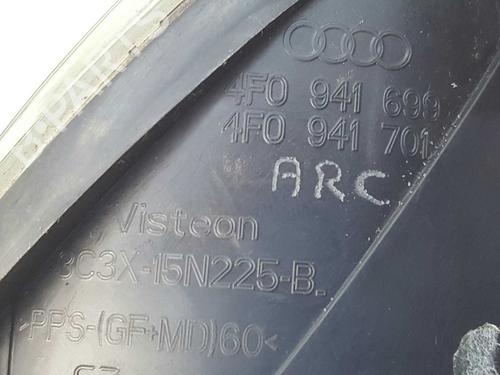 4F0 941 699
4F0 941 701
ARC
Visteon
3C3X-15N225-B
>PPS-(GF+MD)60<